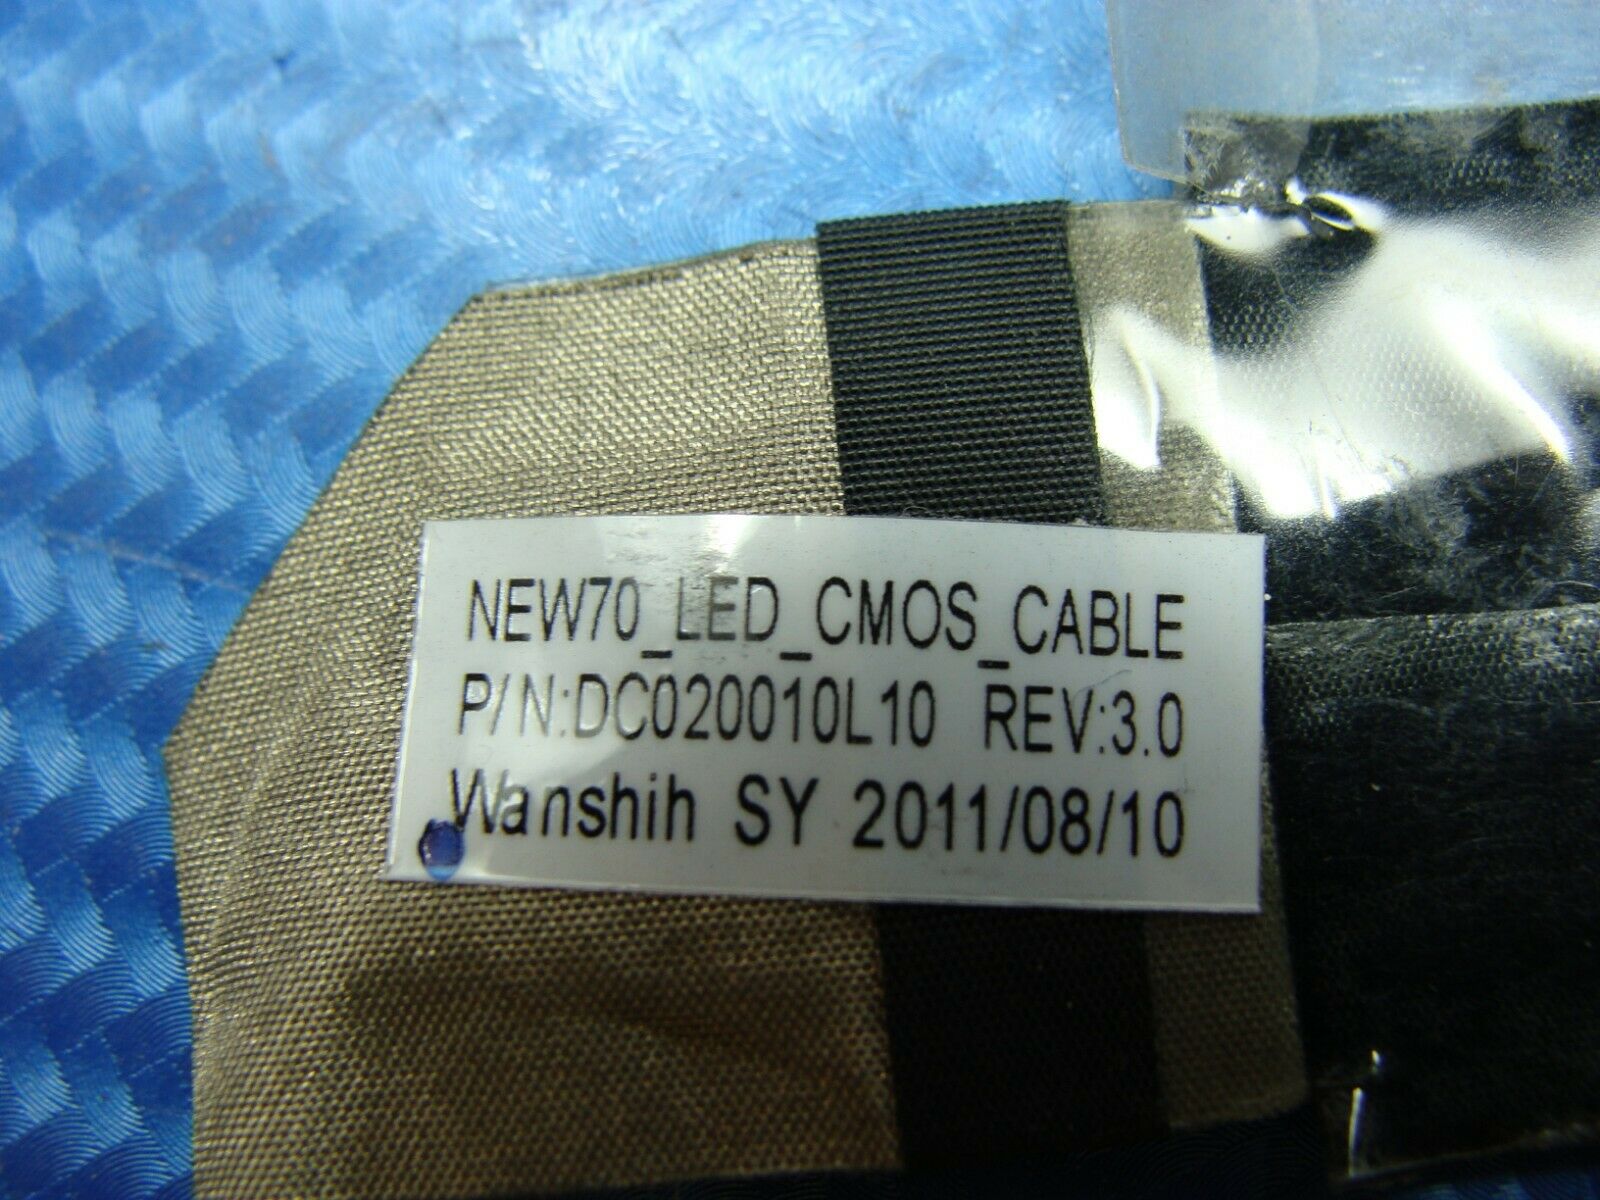 NEW70_LED_CMOS_CABLE
P/N:DC020010L10 REV:3.0
Wanshih SY 2011/08/10